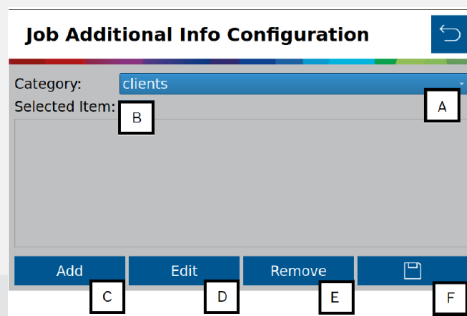 Job Additional Info Configuration
Category: clients
A
Selected Item:
B
Add Edit Remove
C D E F